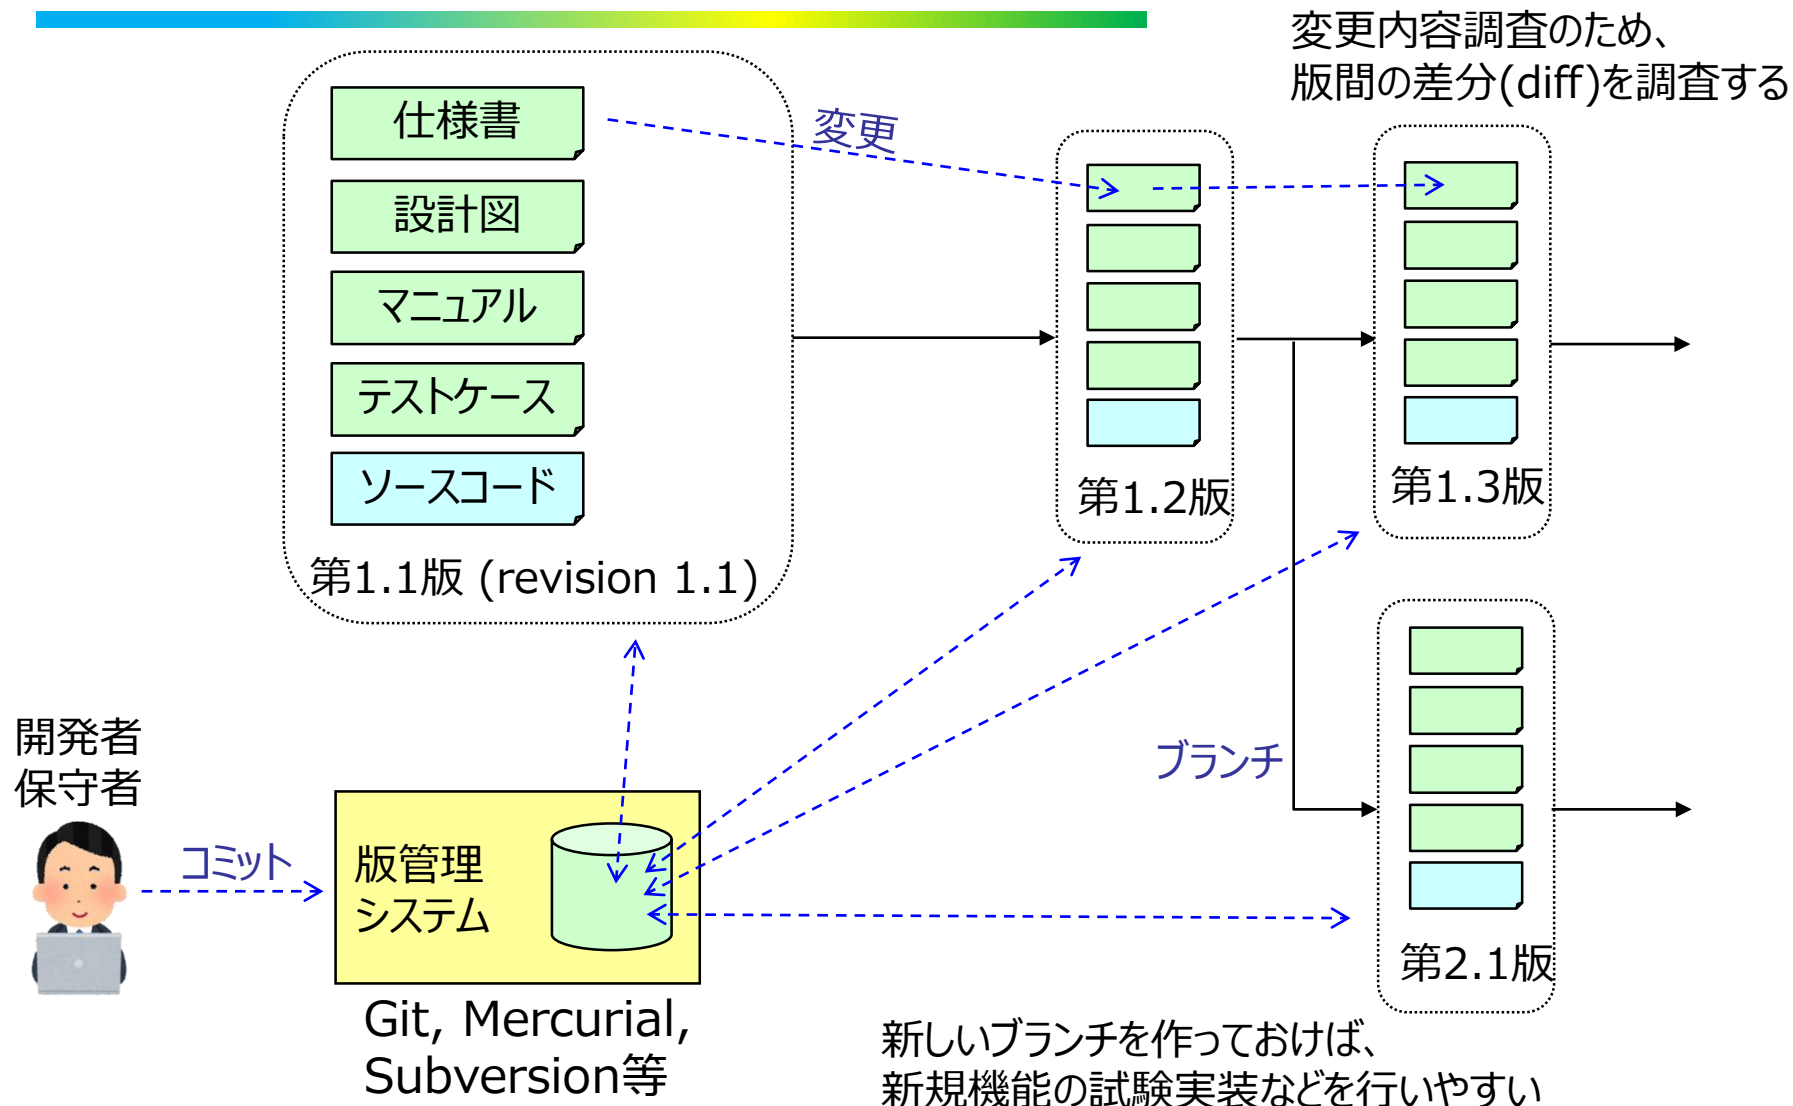 変更内容調査のため、
版間の差分(diff)を調査する
仕様書
変更
設計図
マニュアル
テストケース
ソースコード
第1.1版 (revision 1.1)
第1.2版
第1.3版
開発者
保守者
コミット
版管理
システム
ブランチ
第2.1版
Git, Mercurial,
Subversion等
新しいブランチを作っておけば、
新規機能の試験実装などを行いやすい